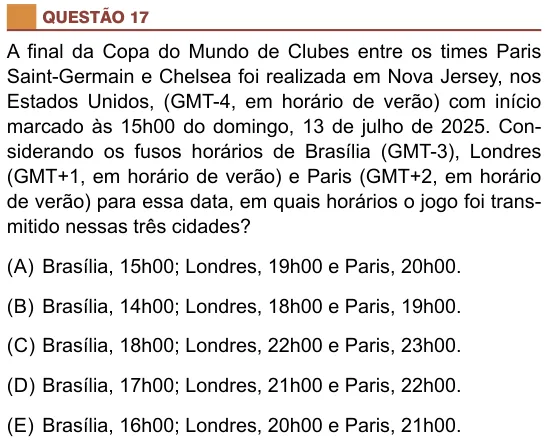 QUESTÃO 17
A final da Copa do Mundo de Clubes entre os times Paris
Saint-Germain e Chelsea foi realizada em Nova Jersey, nos
Estados Unidos, (GMT-4, em horário de verão) com início
marcado às 15h00 do domingo, 13 de julho de 2025. Con-
siderando os fusos horários de Brasília (GMT-3), Londres
(GMT+1, em horário de verão) e Paris (GMT+2, em horário
de verão) para essa data, em quais horários o jogo foi trans-
mitido nessas três cidades?
(A) Brasília, 15h00; Londres, 19h00 e Paris, 20h00.
(B) Brasília, 14h00; Londres, 18h00 e Paris, 19h00.
(C) Brasília, 18h00; Londres, 22h00 e Paris, 23h00.
(D) Brasília, 17h00; Londres, 21h00 e Paris, 22h00.
(E) Brasília, 16h00; Londres, 20h00 e Paris, 21h00.